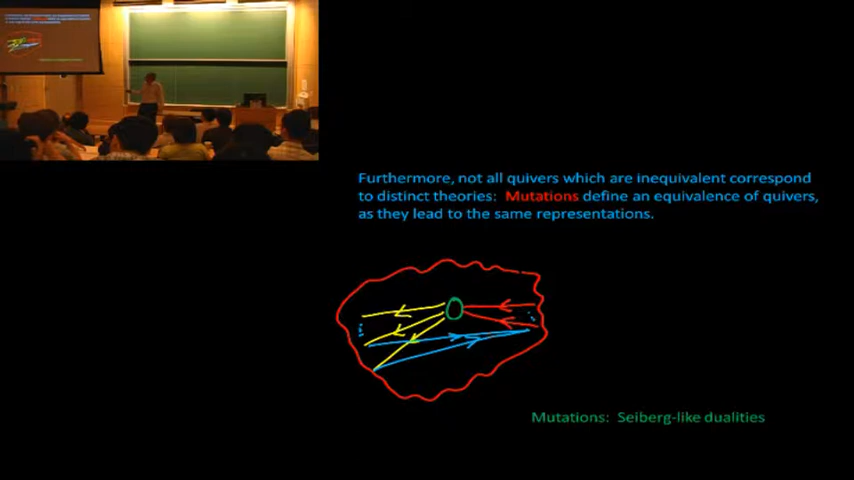 Furthermore, not all quivers which are inequivalent correspond
to distinct theories: Mutations define an equivalence of quivers,
as they lead to the same representations.
Mutations: Seiberg-like dualities